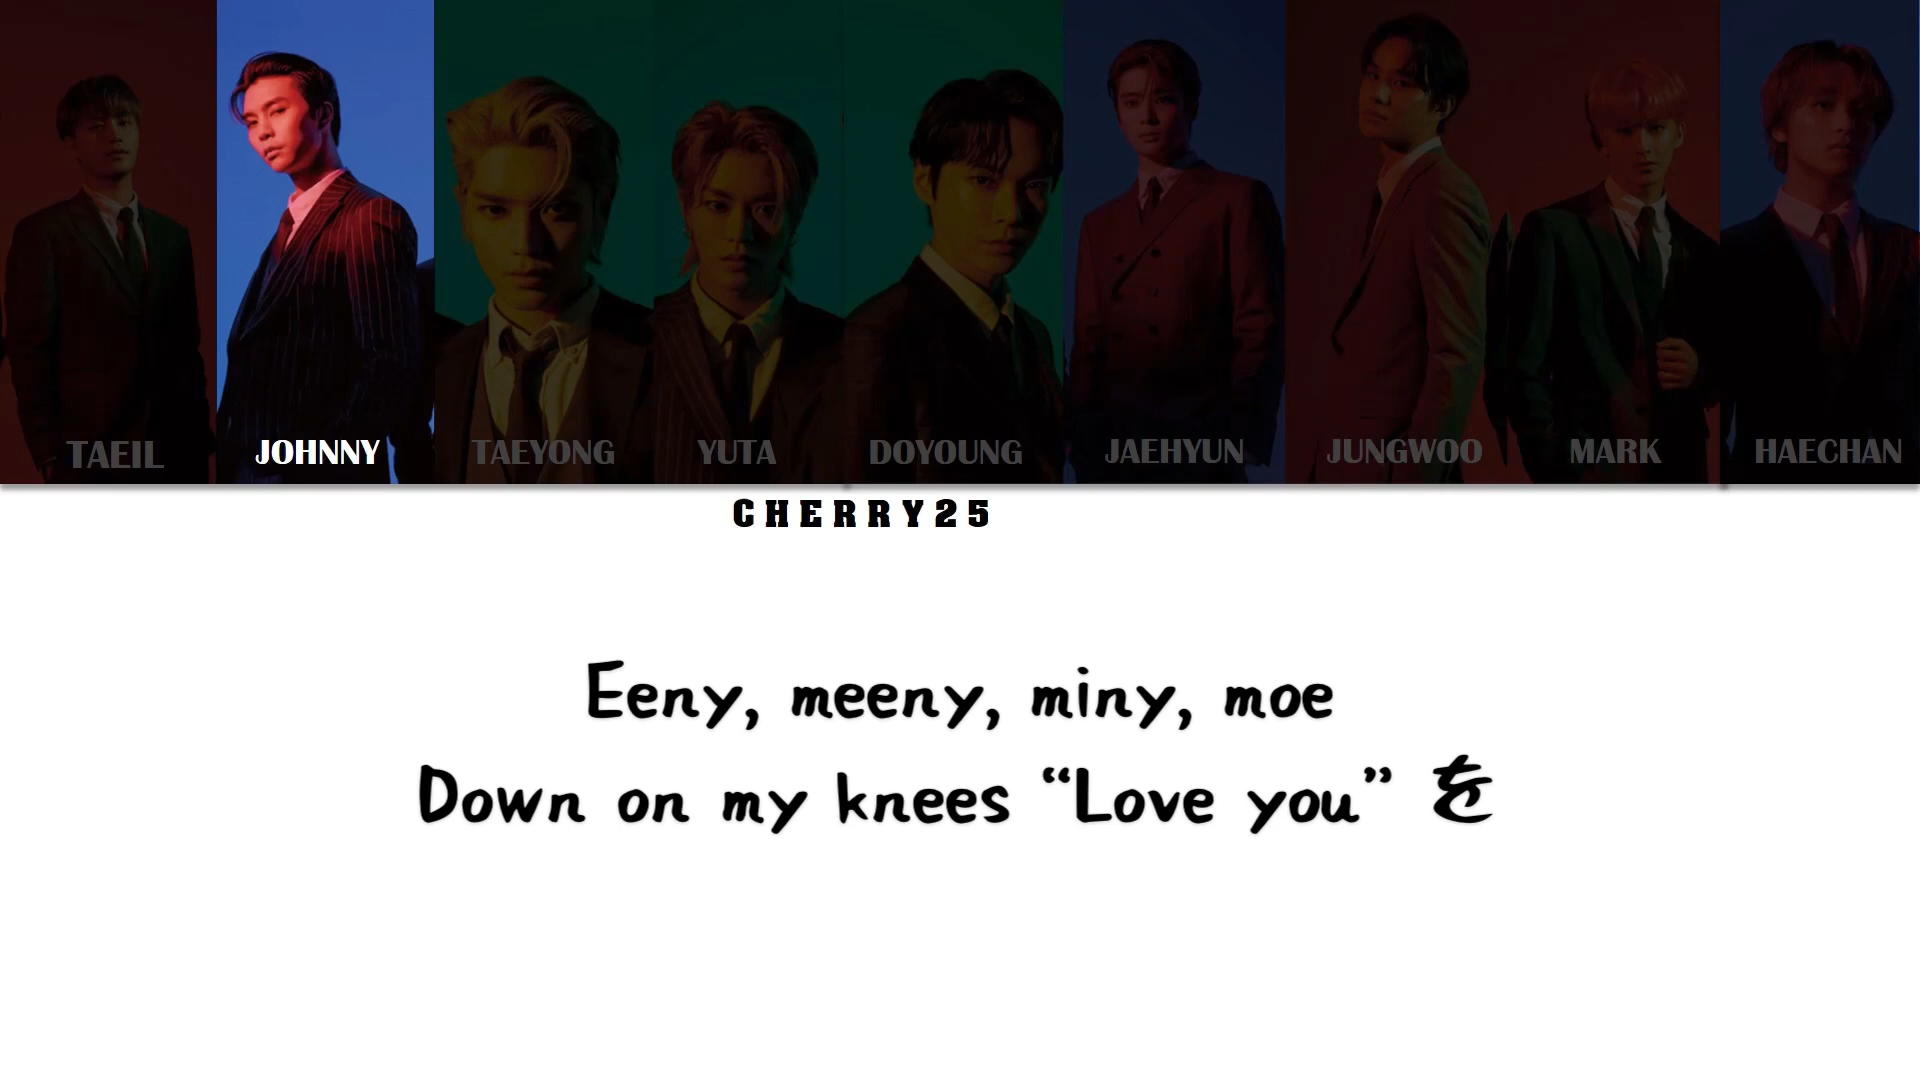 TAEIL JOHNNY TAEYONG YUTA DOYOUNG JAEHYUN JUNGWOO MARK HAECHAN
CHERRY25
Eeny, meeny, miny, moe
Down on my knees “Love you” を